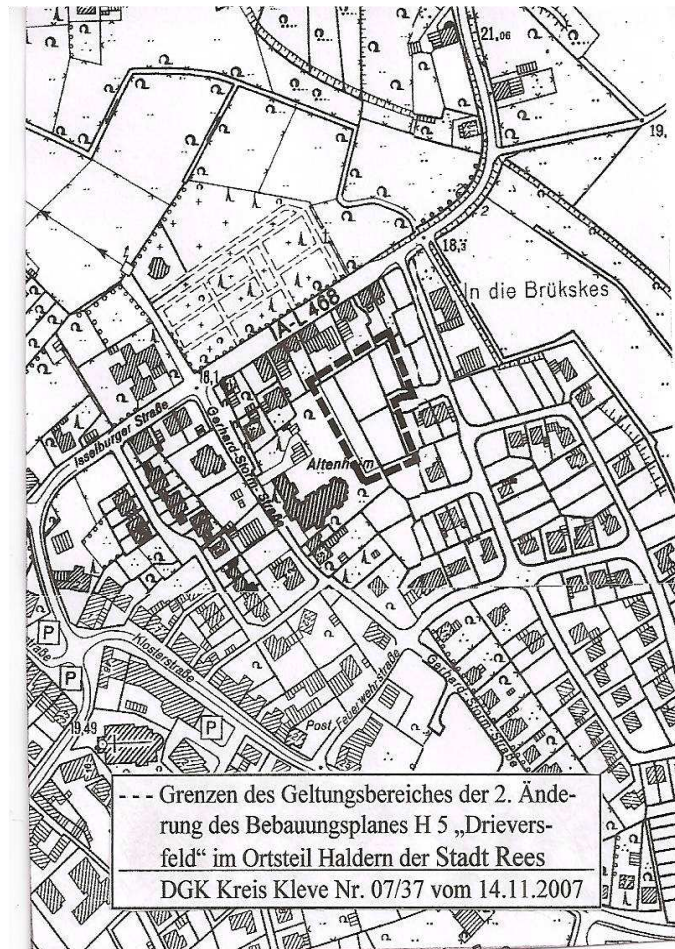 21,06
19,
18,3
In die Brükskes
IA-L 468
18,1
Isselburger Straße
Gerhard-Storm-Straße
Altenheim
P
straße
Klosterstraße
P
Feuerwehrstraße
Gerhard-Storm-Straße
Post
P
19,49
--- Grenzen des Geltungsbereiches der 2. Ände-
rung des Bebauungsplanes H 5 „Drievers-
feld“ im Ortsteil Haldern der Stadt Rees
DGK Kreis Kleve Nr. 07/37 vom 14.11.2007